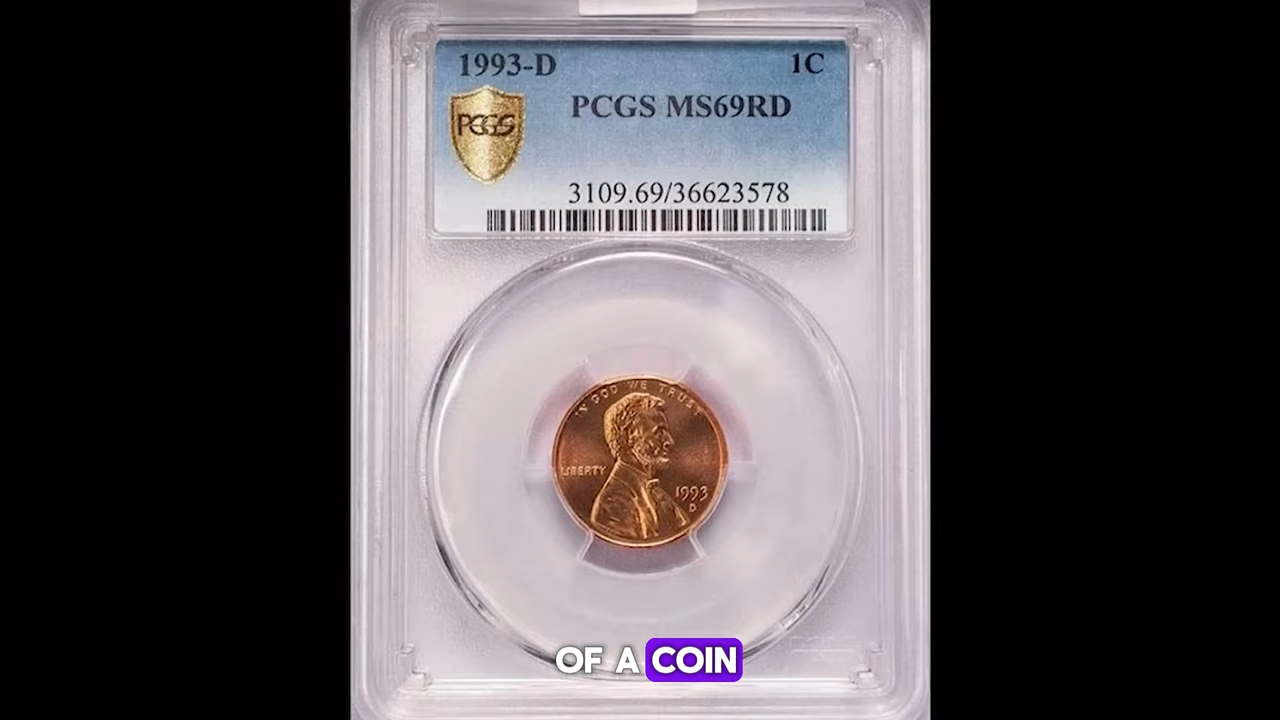 1993-D 1C
PCGS MS69RD
PCGS
3109.69/36623578
IN GOD WE TRUST
LIBERTY
1993
D
OF A COIN